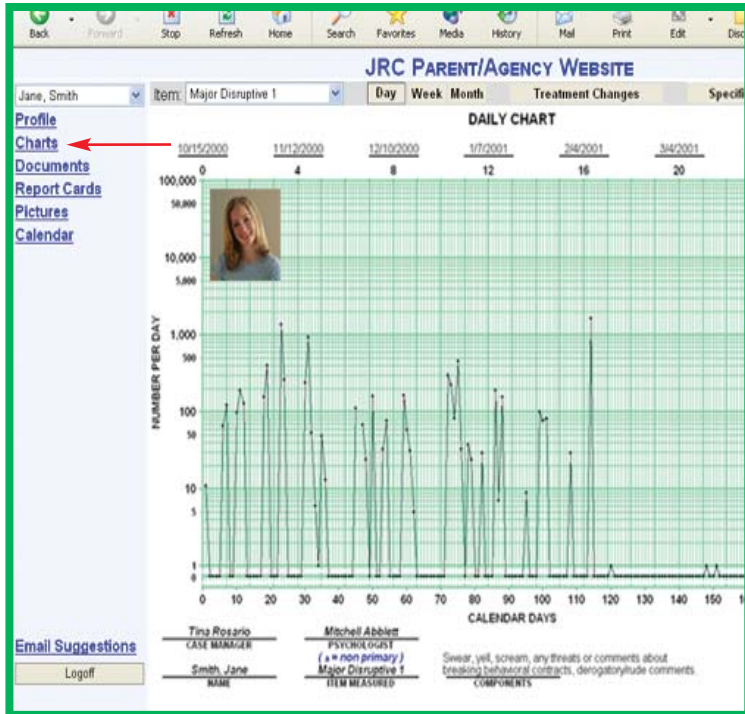 Back Forward Stop Refresh Home Search Favorites Media History Mail Print Edit Disc
JRC PARENT/AGENCY WEBSITE
Jane, Smith Item: Major Disruptive 1 Day Week Month Treatment Changes Specifi
Profile
Charts
Documents
Report Cards
Pictures
Calendar
DAILY CHART
10/15/2000 11/12/2000 12/10/2000 1/7/2001 2/4/2001 3/4/2001
0 4 8 12 16 20
100,000
50,000
10,000
5,000
1,000
500
100
50
10
5
1
0
NUMBER PER DAY
0 10 20 30 40 50 60 70 80 90 100 110 120 130 140 150 1
CALENDAR DAYS
Tina Rosario Mitchell Abblett
CASE MANAGER PSYCHOLOGIST
( = non primary )
Smith, Jane Major Disruptive 1
NAME ITEM MEASURED
Swear, yell, scream, any threats or comments about
breaking behavioral contracts, derogatory/rude comments.
COMPONENTS
Email Suggestions
Logoff